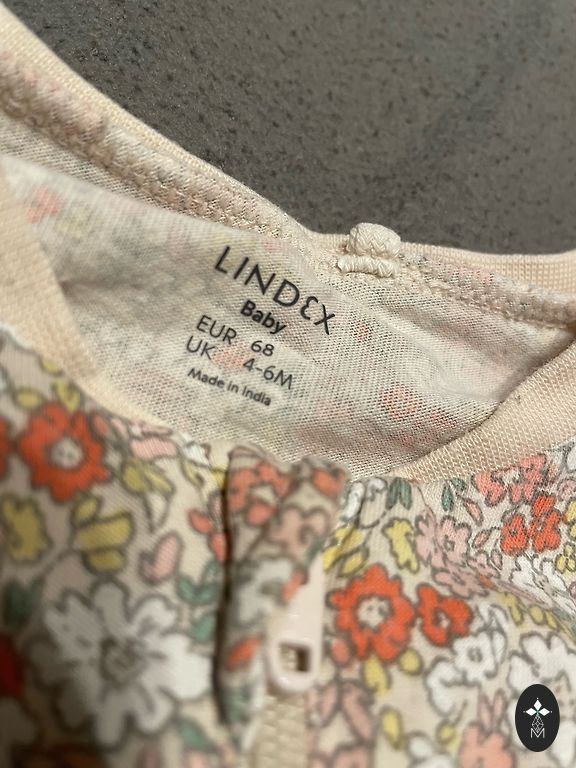 LINDEX
Baby
EUR 68
UK 4-6M
Made in India